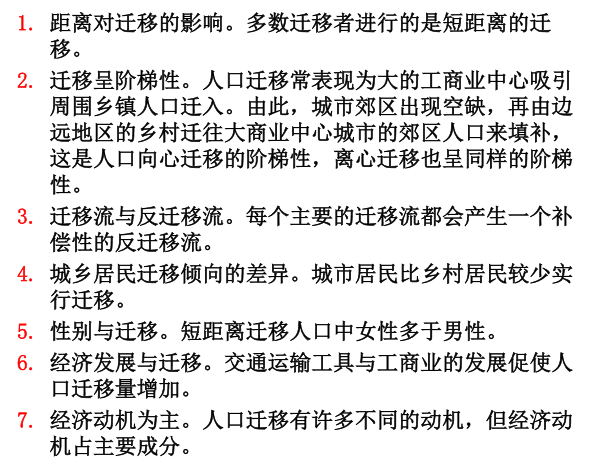 1. 距离对迁移的影响。多数迁移者进行的是短距离的迁
移。
2. 迁移呈阶梯性。人口迁移常表现为大的工商业中心吸引
周围乡镇人口迁入。由此，城市郊区出现空缺，再由边
远地区的乡村迁往大商业中心城市的郊区人口来填补，
这是人口向心迁移的阶梯性，离心迁移也呈同样的阶梯
性。
3. 迁移流与反迁移流。每个主要的迁移流都会产生一个补
偿性的反迁移流。
4. 城乡居民迁移倾向的差异。城市居民比乡村居民较少实
行迁移。
5. 性别与迁移。短距离迁移人口中女性多于男性。
6. 经济发展与迁移。交通运输工具与工商业的发展促使人
口迁移量增加。
7. 经济动机为主。人口迁移有许多不同的动机，但经济动
机占主要成分。